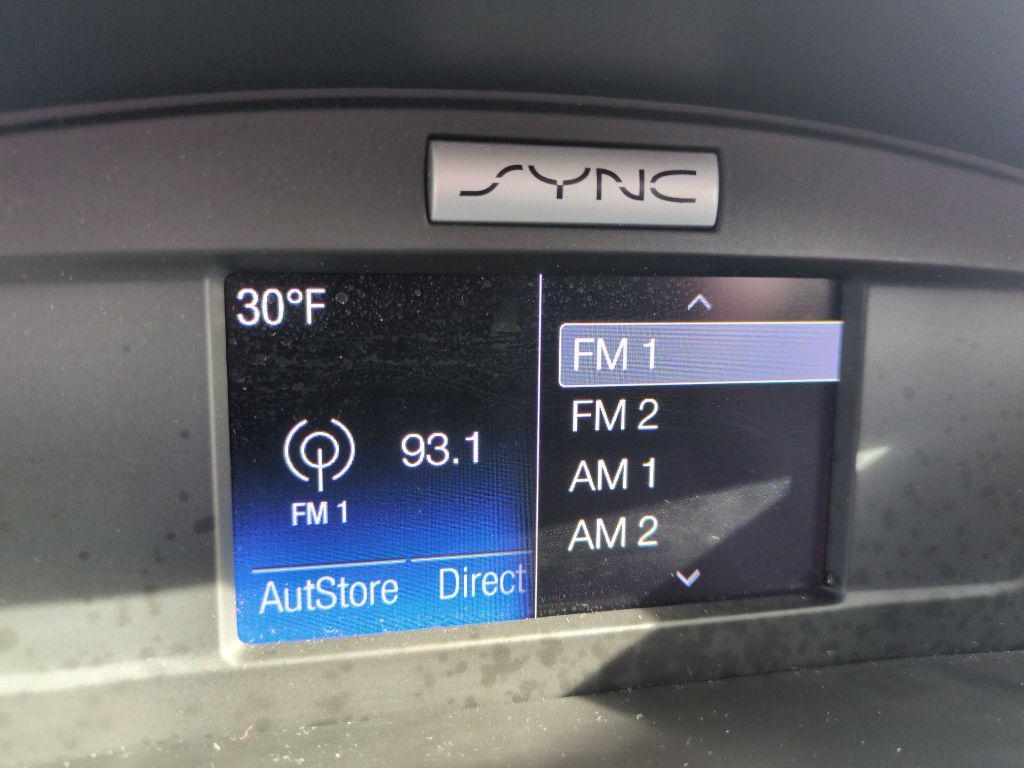 SYNC
30°F
93.1
FM 1
AutStore Direct
FM 1
FM 2
AM 1
AM 2